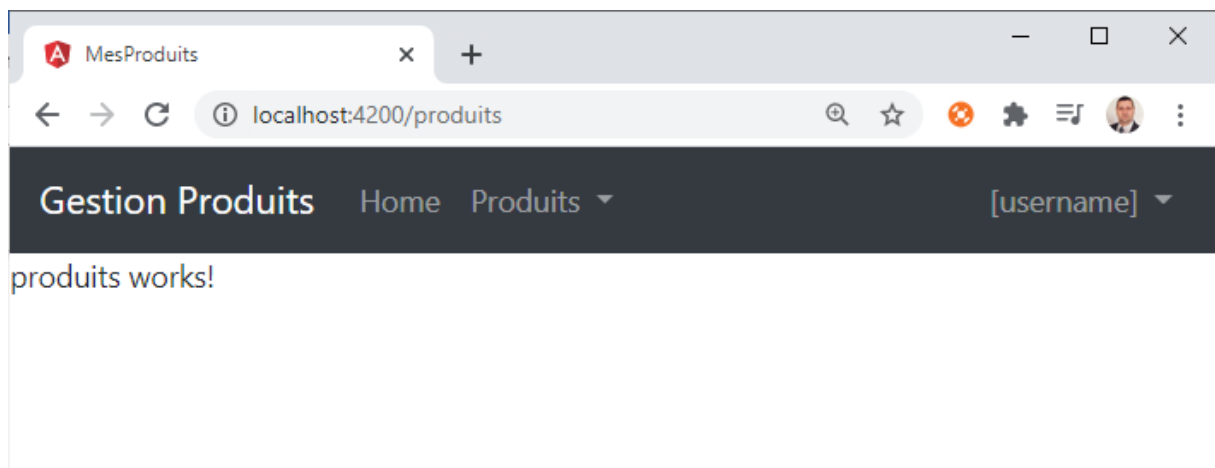 MesProduits
localhost:4200/produits
Gestion Produits Home Produits [username]
produits works!